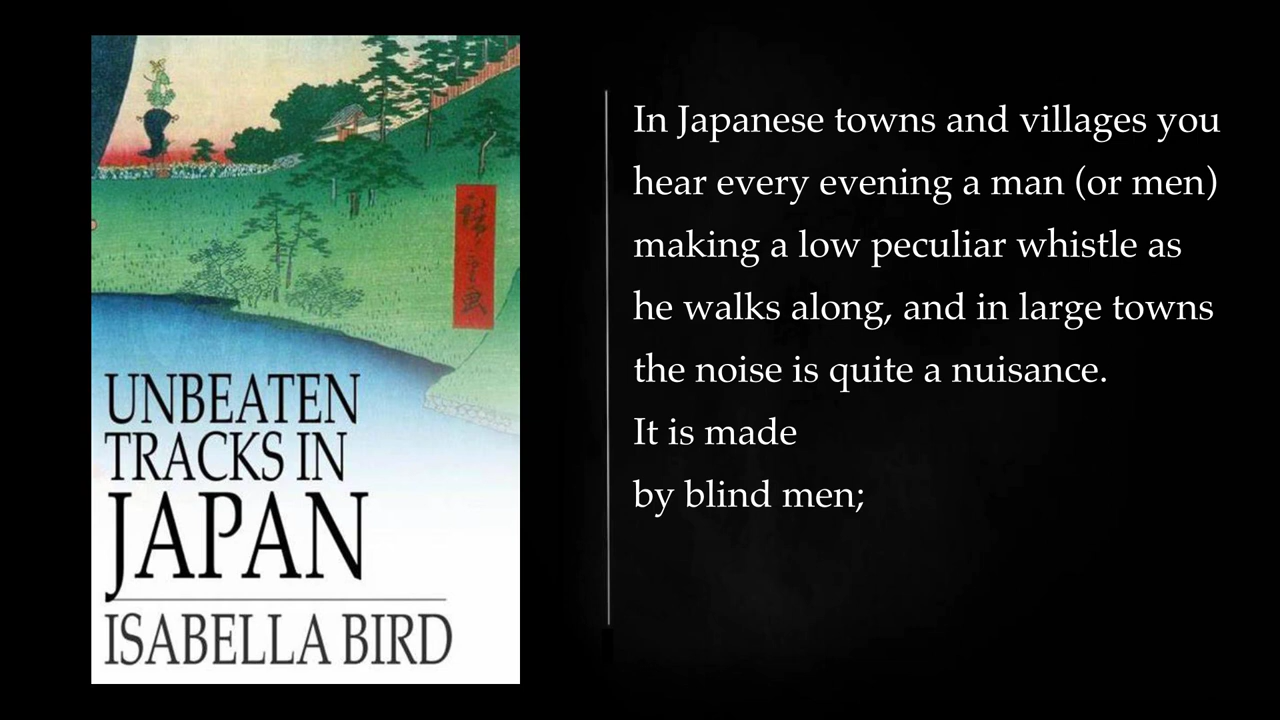 UNBEATEN
TRACKS IN
JAPAN
ISABELLA BIRD
In Japanese towns and villages you
hear every evening a man (or men)
making a low peculiar whistle as
he walks along, and in large towns
the noise is quite a nuisance.
It is made
by blind men;